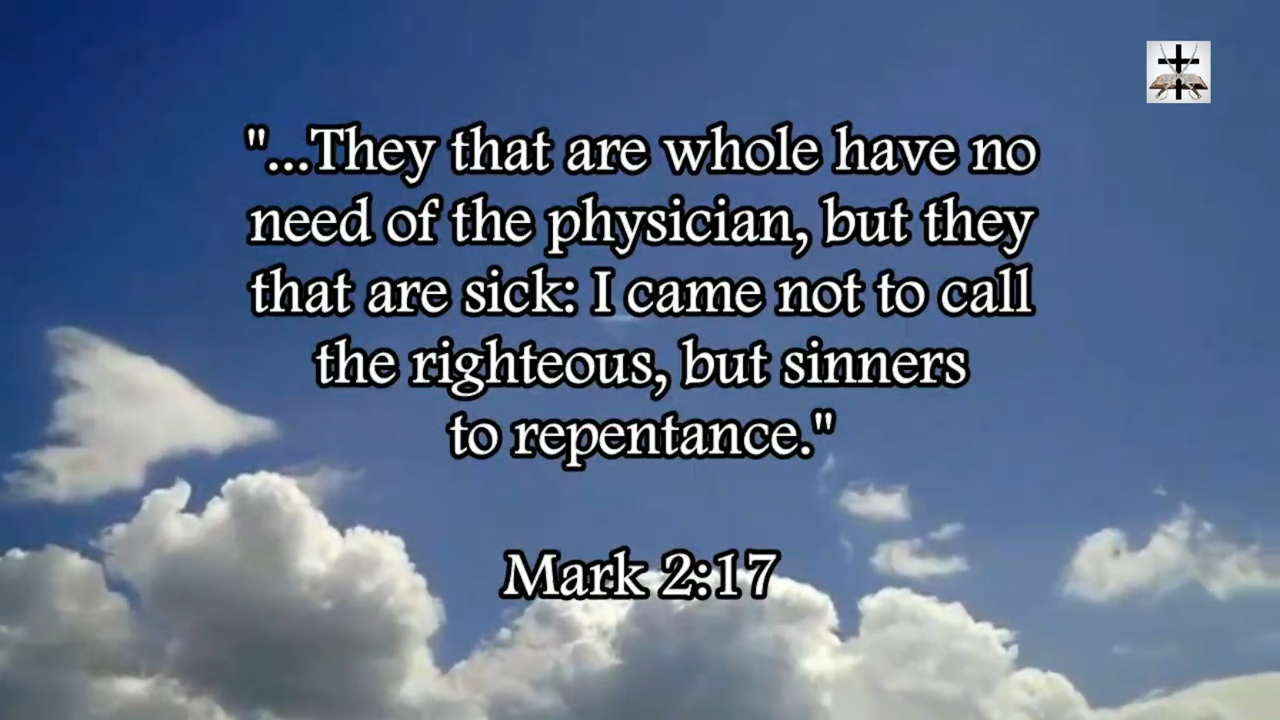 "...They that are whole have no
need of the physician, but they
that are sick: I came not to call
the righteous, but sinners
to repentance."
Mark 2:17